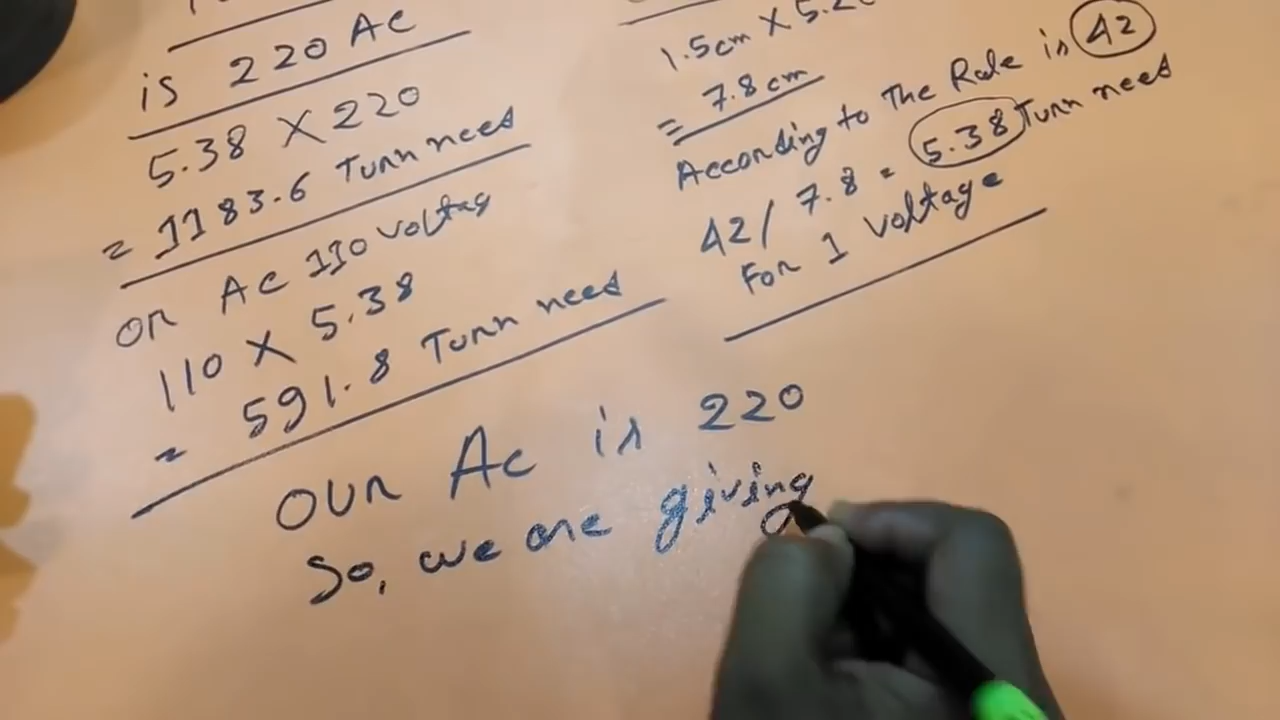 is 220 AC
5.38 X 220
= 1183.6 Turn need
OR AC 110 voltag
110 X 5.38
= 591.8 Turn need
1.5cm X
= 7.8 cm
According to The Rule is 42
42 / 7.8 = 5.38 Turn need
For 1 voltage
OUR AC is 220
So, we are giving